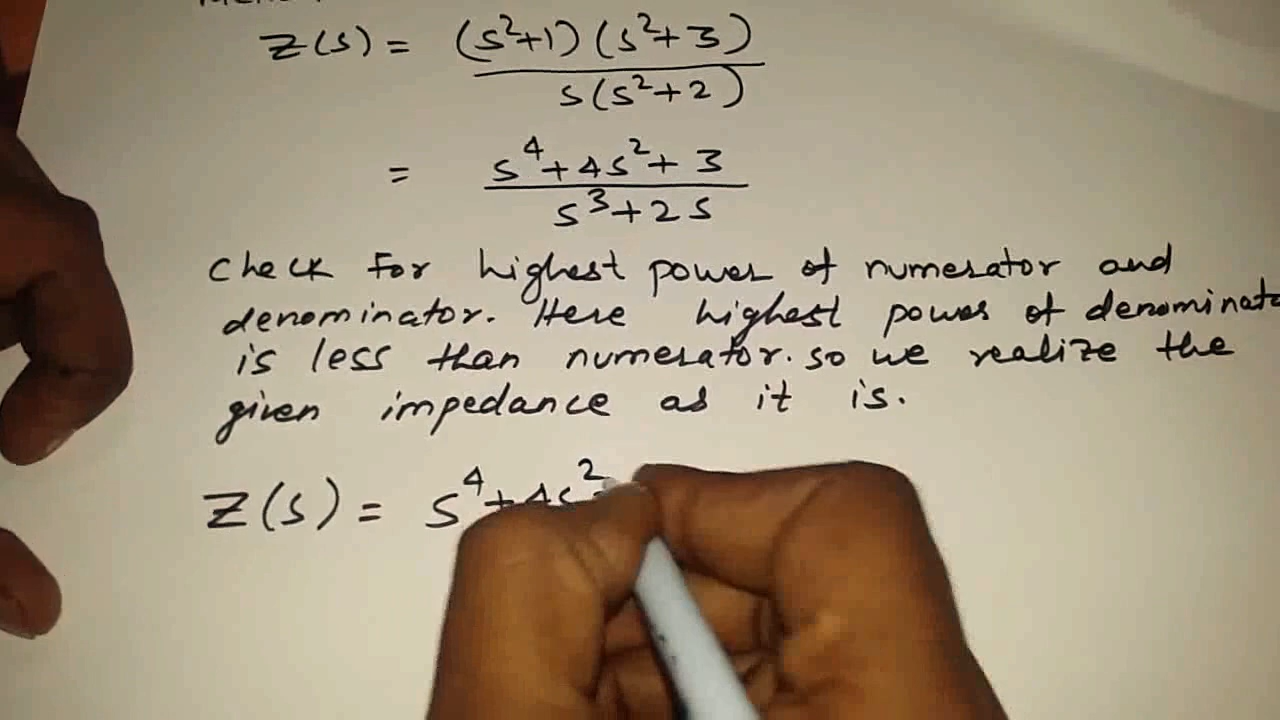 Z(s) = (s²+1)(s²+3)
s(s²+2)
= s⁴+4s²+3
s³+2s
check for highest power of numerator and
denominator. Here highest power of denominato
is less than numerator. so we realize the
given impedance as it is.
Z(s) = s⁴+4s²